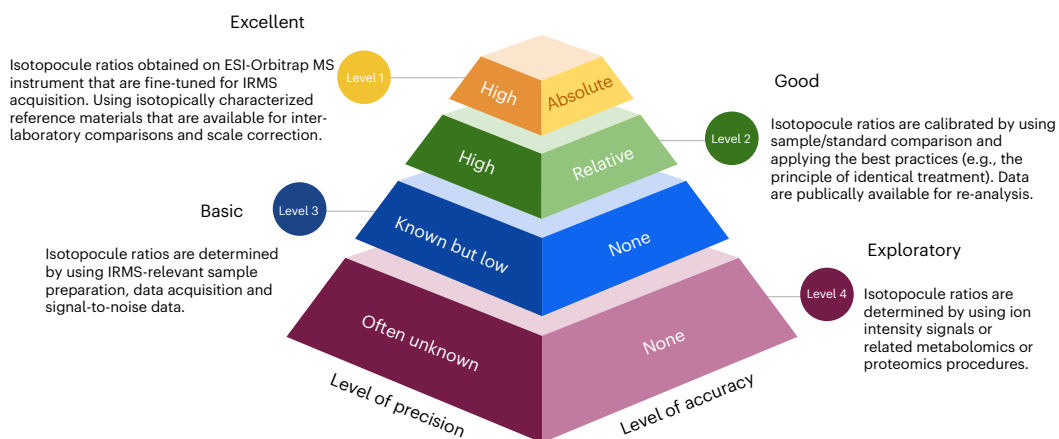 Excellent
Isotopocule ratios obtained on ESI-Orbitrap MS
instrument that are fine-tuned for IRMS
acquisition. Using isotopically characterized
reference materials that are available for inter-
laboratory comparisons and scale correction.
Level 1
High
Absolute
Good
Level 2
Isotopocule ratios are calibrated by using
sample/standard comparison and
applying the best practices (e.g., the
principle of identical treatment). Data
are publically available for re-analysis.
High
Relative
Basic
Level 3
Isotopocule ratios are determined
by using IRMS-relevant sample
preparation, data acquisition and
signal-to-noise data.
Known but low
None
Exploratory
Level 4
Isotopocule ratios are
determined by using ion
intensity signals or
related metabolomics or
proteomics procedures.
Often unknown
None
Level of precision
Level of accuracy